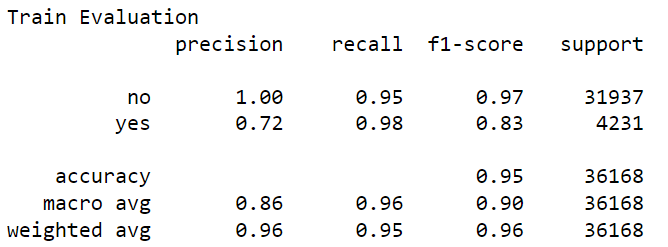 Train Evaluation
precision recall f1-score support
no 1.00 0.95 0.97 31937
yes 0.72 0.98 0.83 4231
accuracy 0.95 36168
macro avg 0.86 0.96 0.90 36168
weighted avg 0.96 0.95 0.96 36168